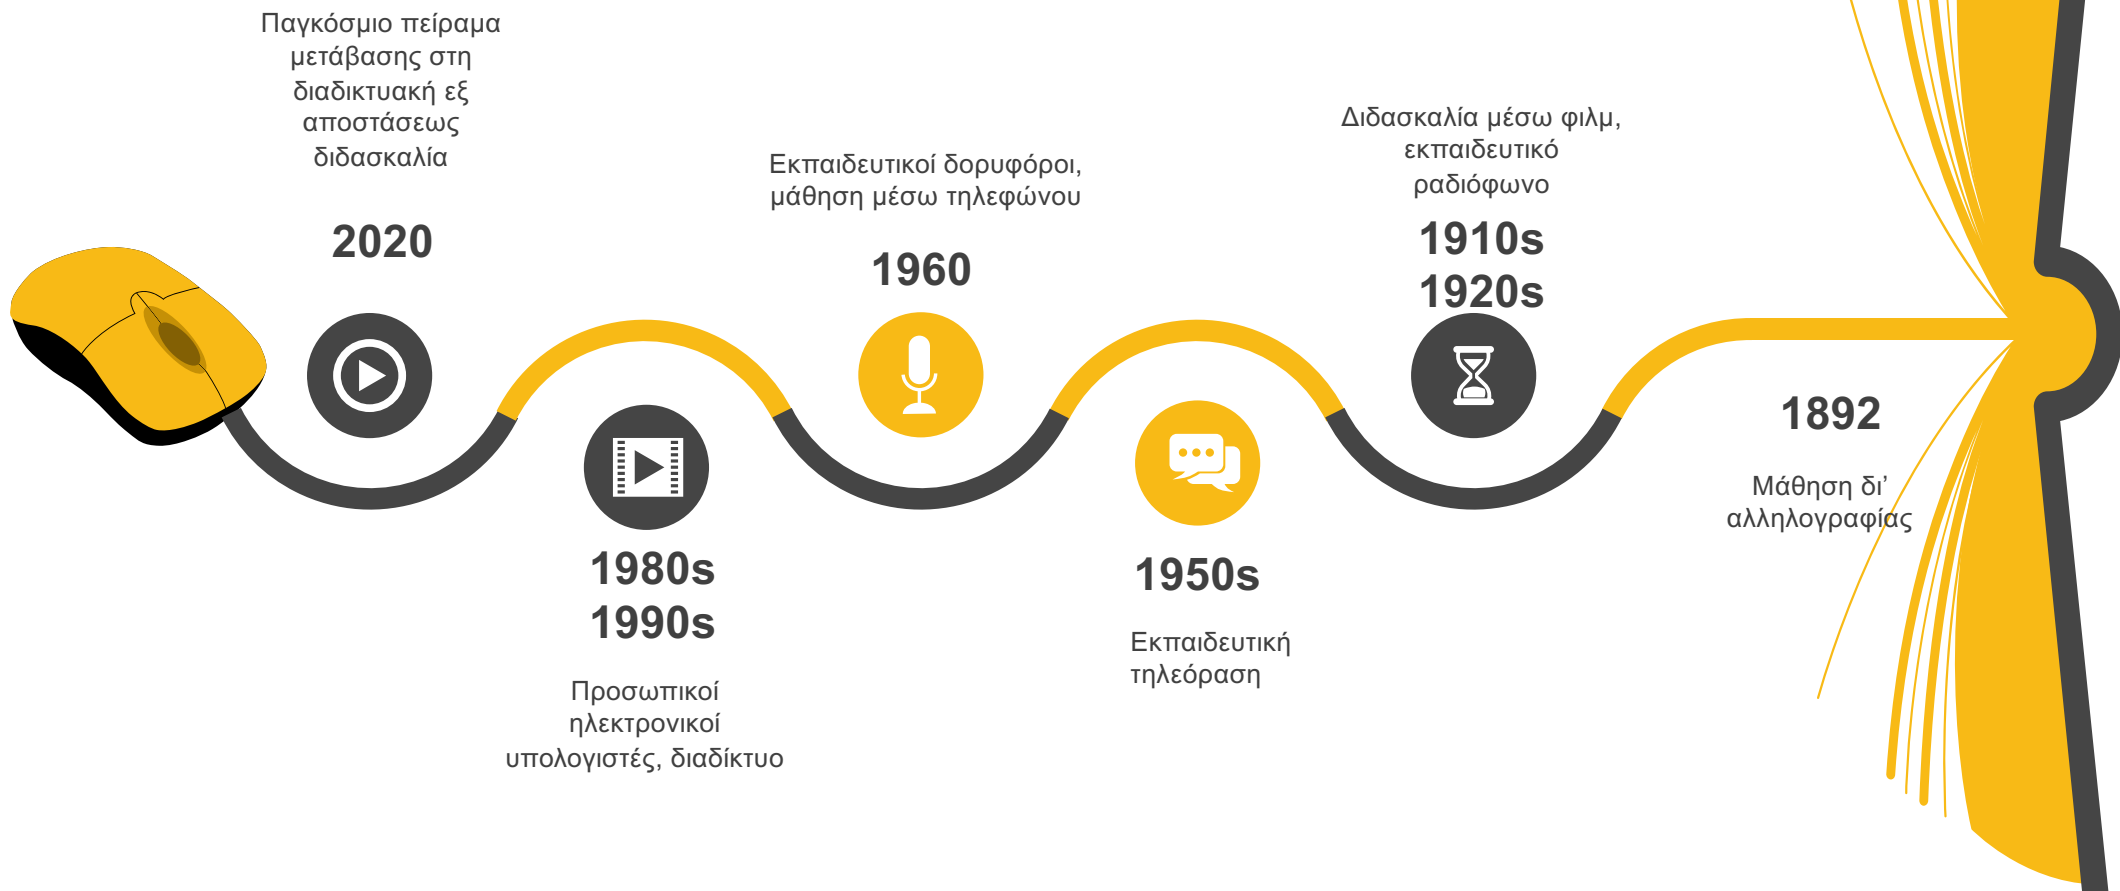 Παγκόσμιο πείραμα
μετάβασης στη
διαδικτυακή εξ
αποστάσεως
διδασκαλία
2020
1980s
1990s
Προσωπικοί
ηλεκτρονικοί
υπολογιστές, διαδίκτυο
Εκπαιδευτικοί δορυφόροι,
μάθηση μέσω τηλεφώνου
1960
1950s
Εκπαιδευτική
τηλεόραση
Διδασκαλία μέσω φιλμ,
εκπαιδευτικό
ραδιόφωνο
1910s
1920s
1892
Μάθηση δι’
αλληλογραφίας